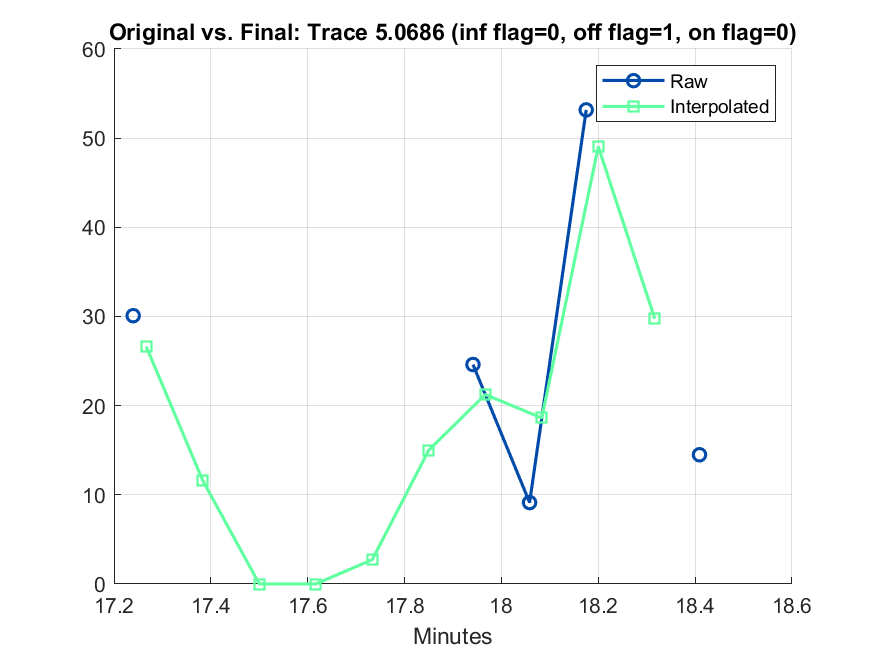 Original vs. Final: Trace 5.0686 (inf flag=0, off flag=1, on flag=0)
60
Raw
Interpolated
50
40
30
20
10
0
17.2 17.4 17.6 17.8 18 18.2 18.4 18.6
Minutes